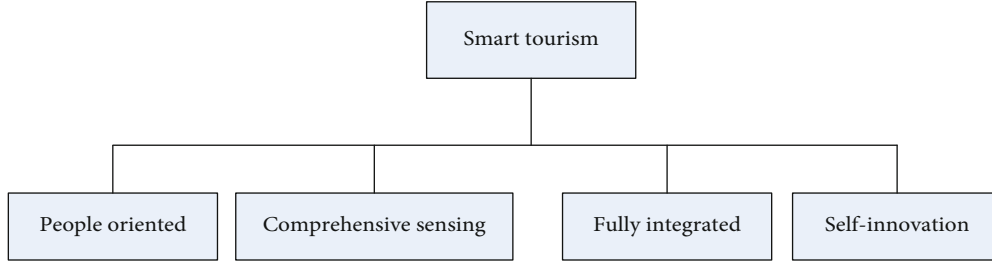 Smart tourism
People oriented
Comprehensive sensing
Fully integrated
Self-innovation